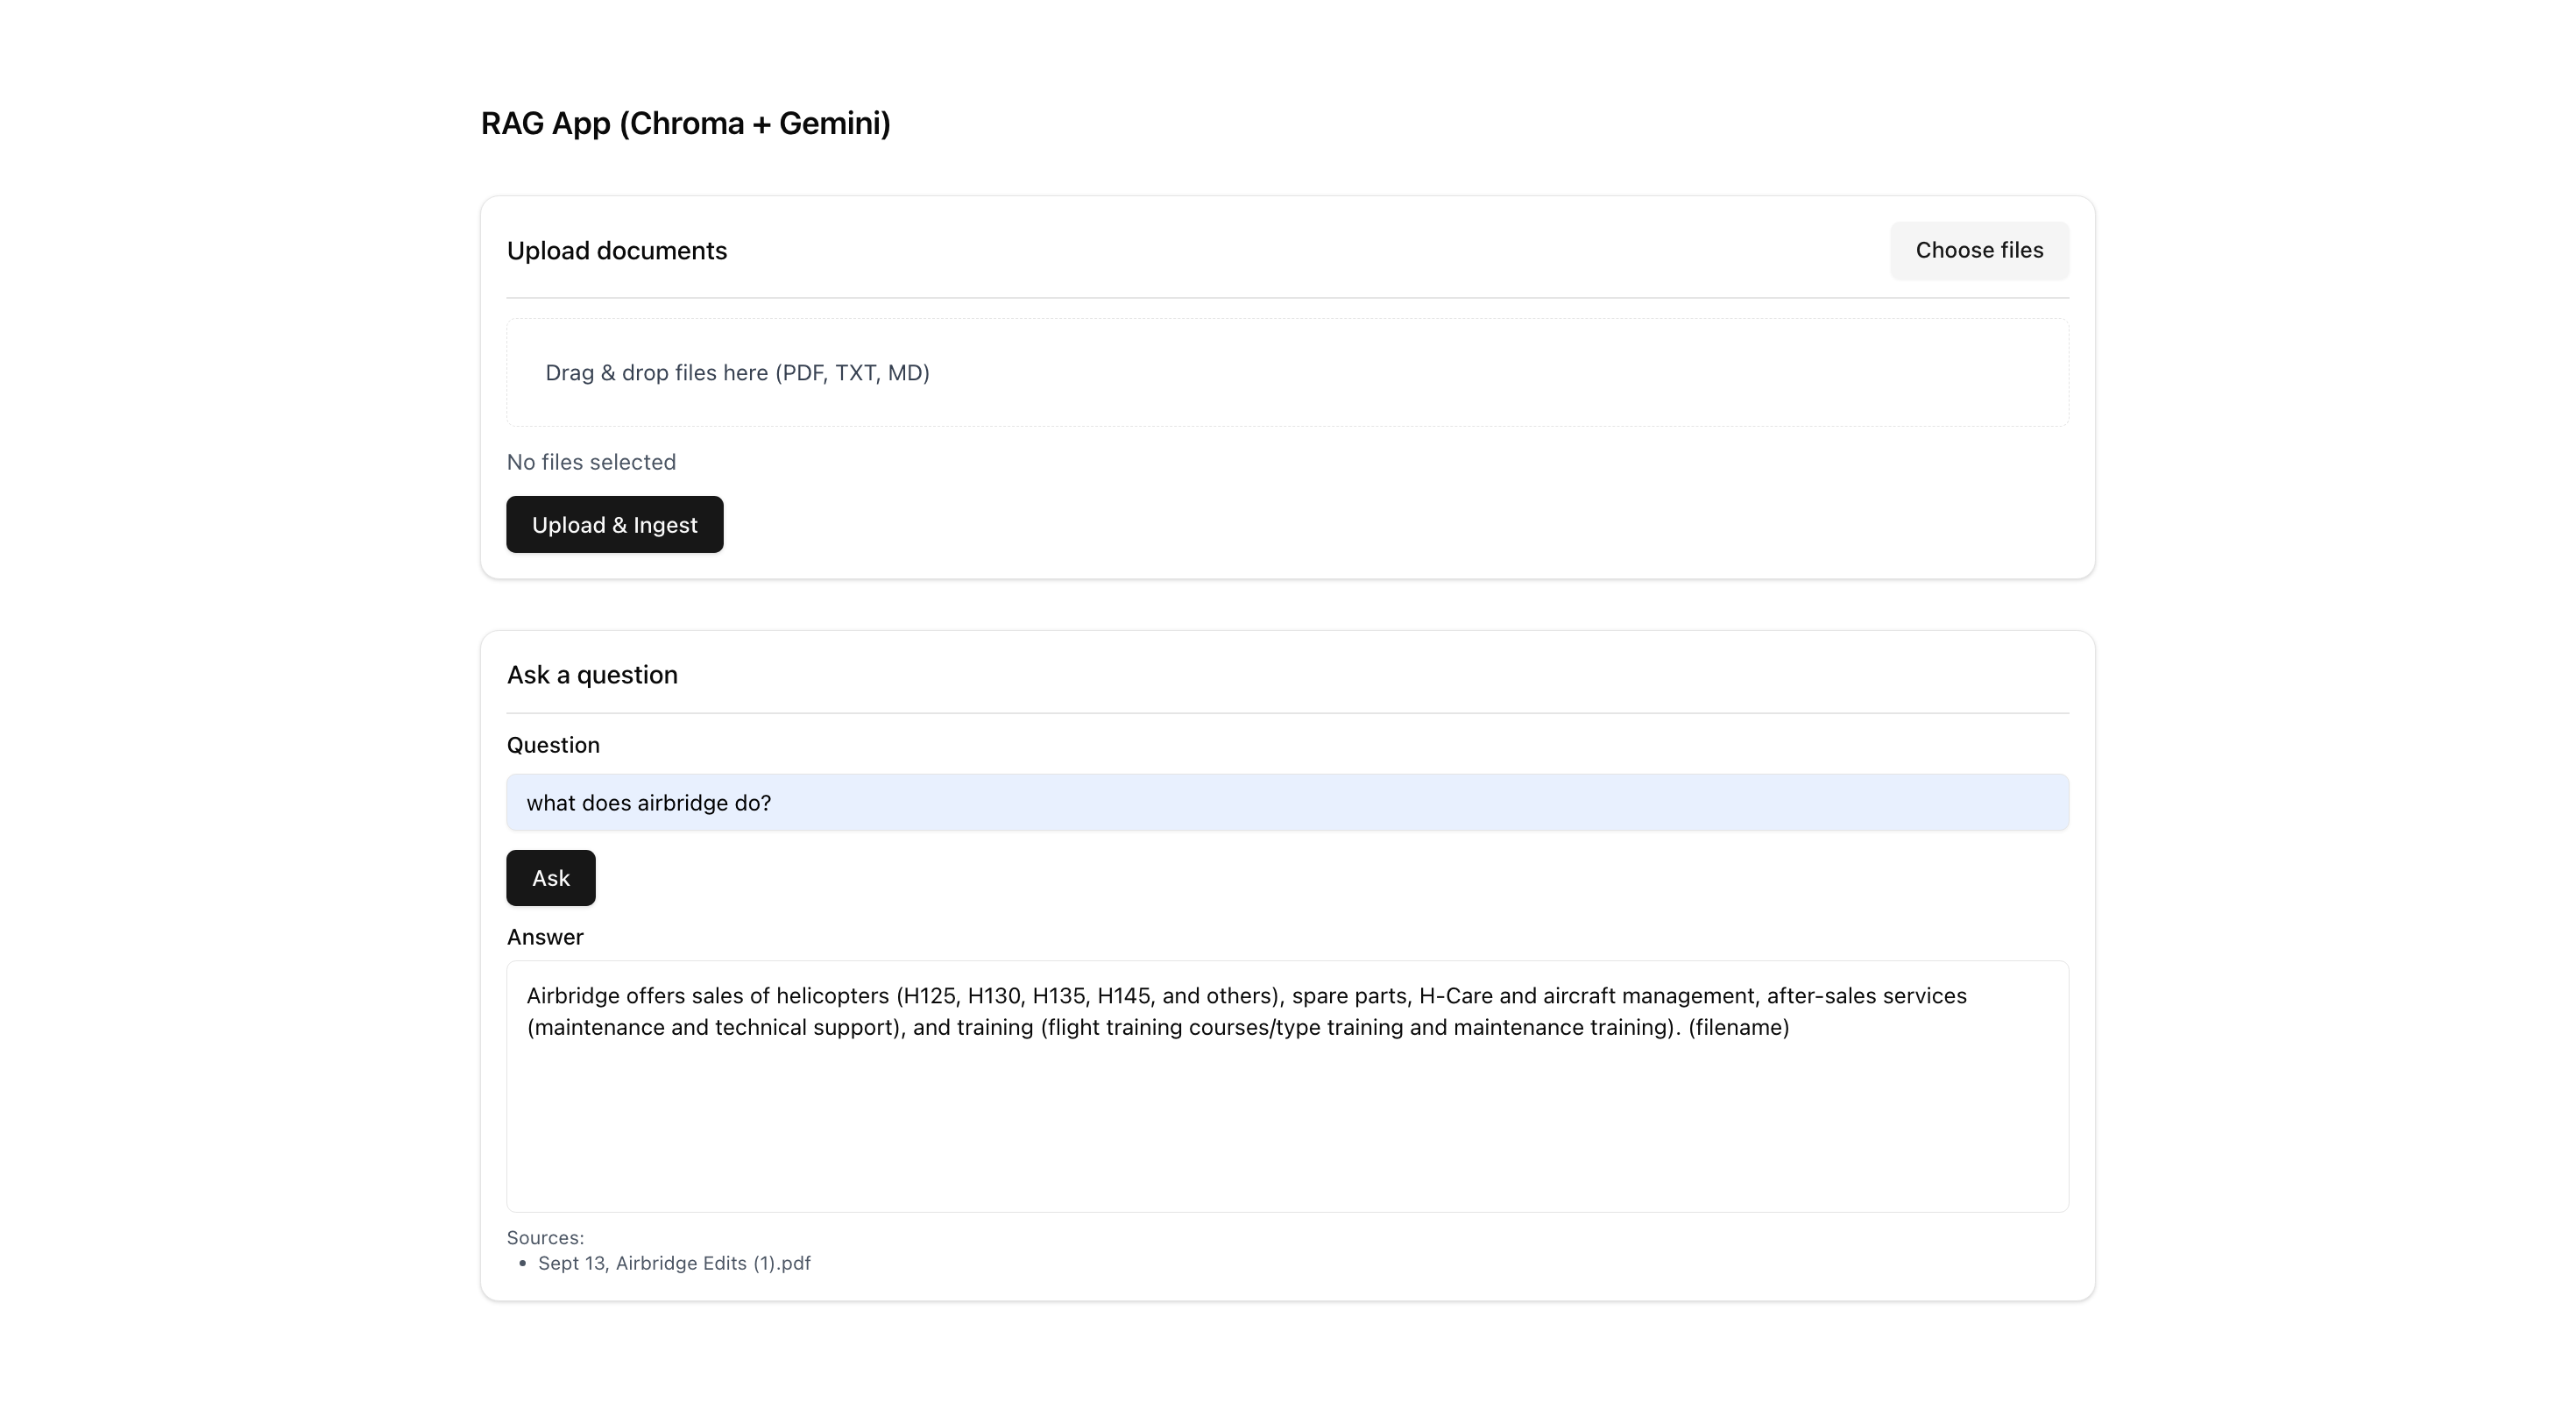 RAG App (Chroma + Gemini)
Upload documents
Choose files
Drag & drop files here (PDF, TXT, MD)
No files selected
Upload & Ingest
Ask a question
Question
what does airbridge do?
Ask
Answer
Airbridge offers sales of helicopters (H125, H130, H135, H145, and others), spare parts, H-Care and aircraft management, after-sales services
(maintenance and technical support), and training (flight training courses/type training and maintenance training). (filename)
Sources:
• Sept 13, Airbridge Edits (1).pdf